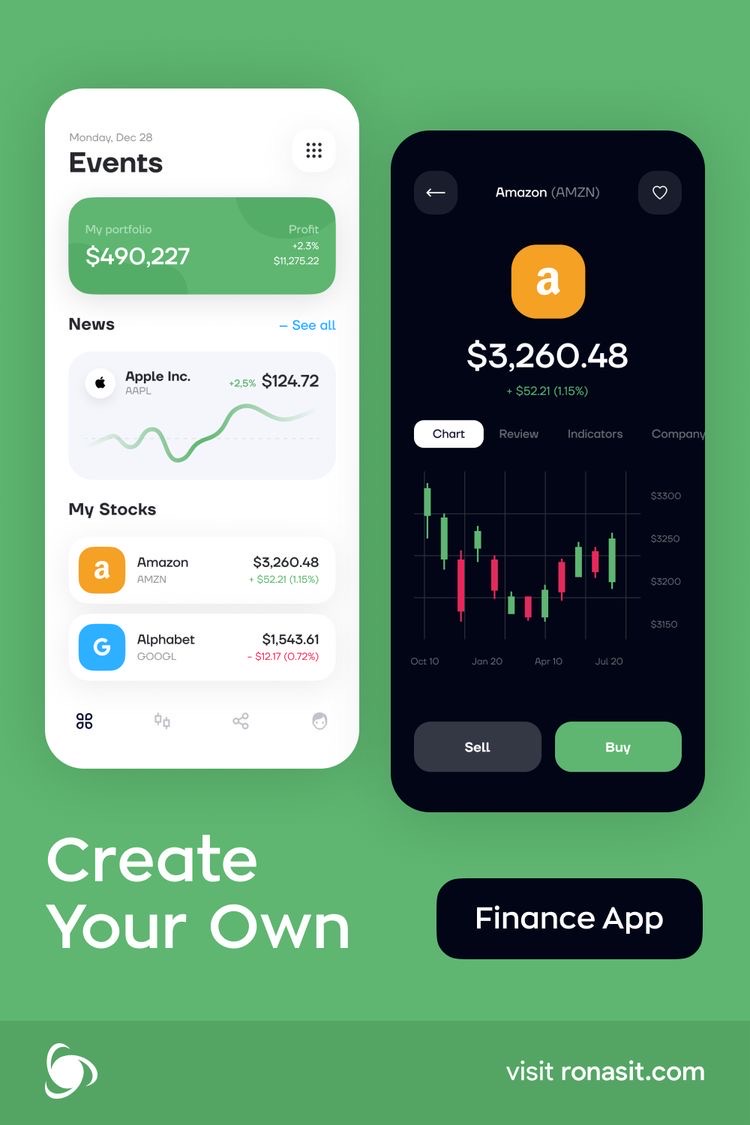 Monday, Dec 28
Events
My portfolio
$490,227
Profit
+2.3%
$11,275.22
News
– See all
Apple Inc.
AAPL
+2,5% $124.72
My Stocks
a
Amazon
AMZN
$3,260.48
+ $52.21 (1.15%)
G
Alphabet
GOOGL
$1,543.61
– $12.17 (0.72%)
Amazon (AMZN)
a
$3,260.48
+ $52.21 (1.15%)
Chart Review Indicators Company
$3300
$3250
$3200
$3150
Oct 10 Jan 20 Apr 10 Jul 20
Sell Buy
Create
Your Own
Finance App
visit ronasit.com